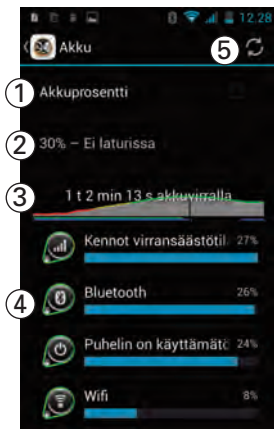 12.28
Akku
5
1 Akkuprosentti
2 30% – Ei laturissa
3 1 t 2 min 13 s akkuvirralla
Kennot virransäästötil 27%
4 Bluetooth 26%
Puhelin on käyttämätö 24%
Wifi 8%